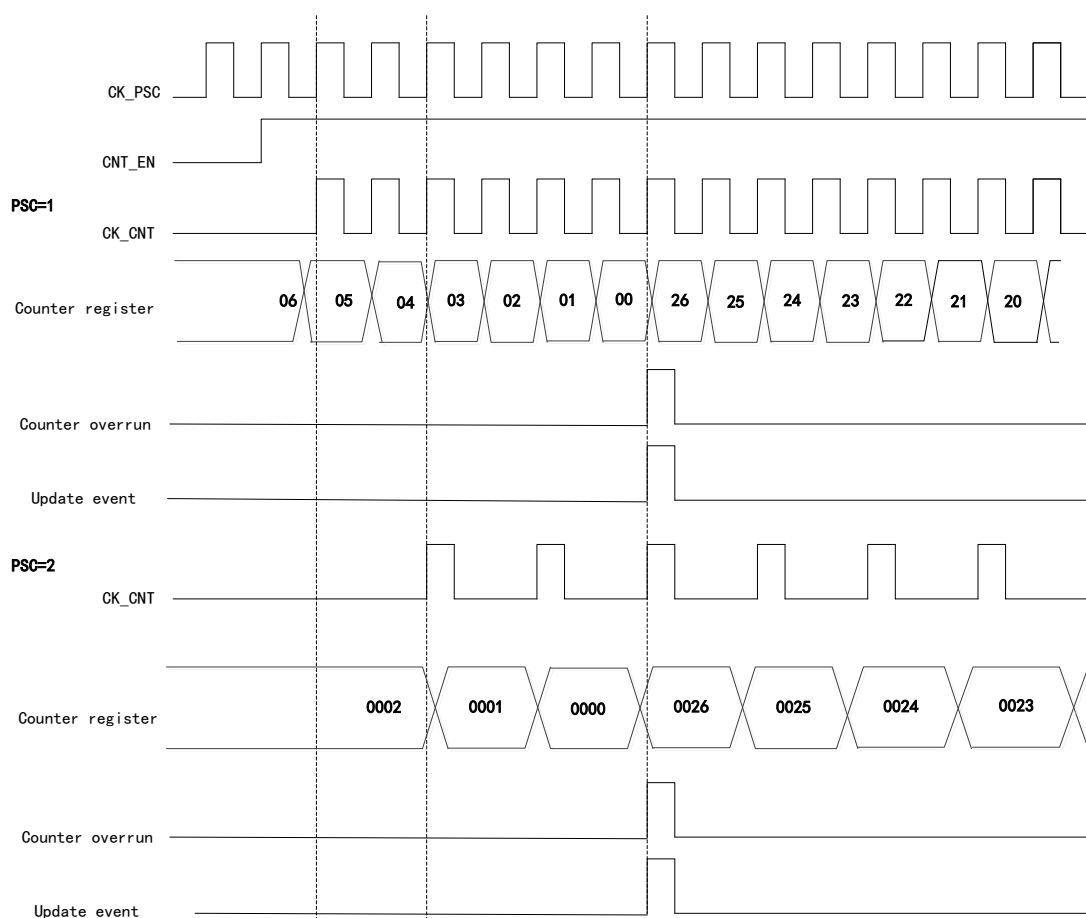 CK_PSC
CNT_EN
PSC=1
CK_CNT
Counter register
06 05 04 03 02 01 00 26 25 24 23 22 21 20
Counter overrun
Update event
PSC=2
CK_CNT
Counter register
0002 0001 0000 0026 0025 0024 0023
Counter overrun
Update event